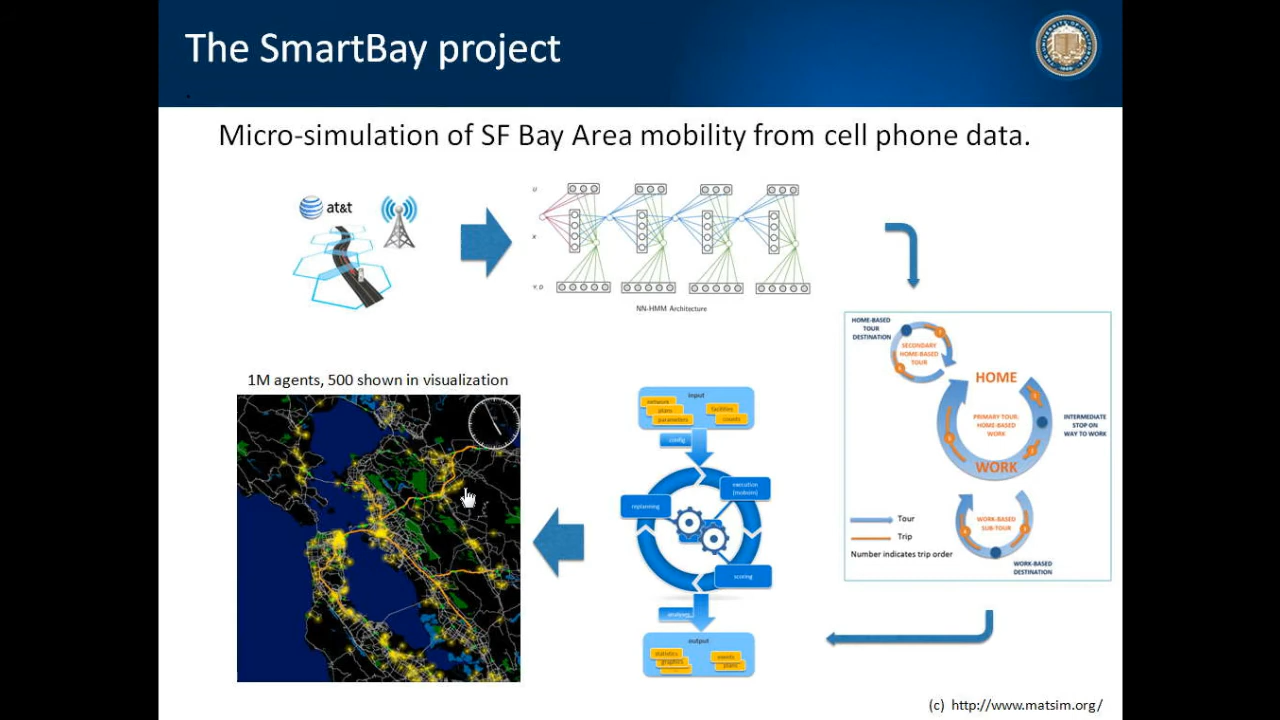 The SmartBay project
Micro-simulation of SF Bay Area mobility from cell phone data.
at&t
U
X
Y, D
NN-HMM Architecture
HOME-BASED
TOUR
DESTINATION
SECONDARY
HOME-BASED
TOUR
HOME
PRIMARY TOUR:
HOME-BASED
WORK
INTERMEDIATE
STOP ON
WAY TO WORK
WORK
WORK-BASED
SUB-TOUR
WORK-BASED
DESTINATION
Tour
Trip
Number indicates trip order
1M agents, 500 shown in visualization
input
network
plans
parameters
facilities
counts
config
execution
(mobsim)
replanning
scoring
analyses
output
statistics
graphics
events
plans
(c) http://www.matsim.org/